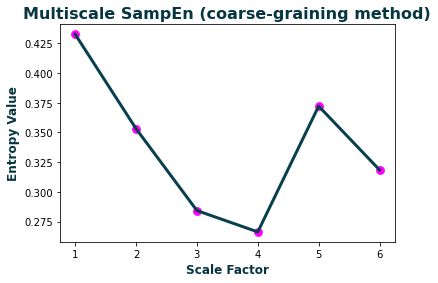 Multiscale SampEn (coarse-graining method)
Entropy Value
0.425
0.400
0.375
0.350
0.325
0.300
0.275
1 2 3 4 5 6
Scale Factor